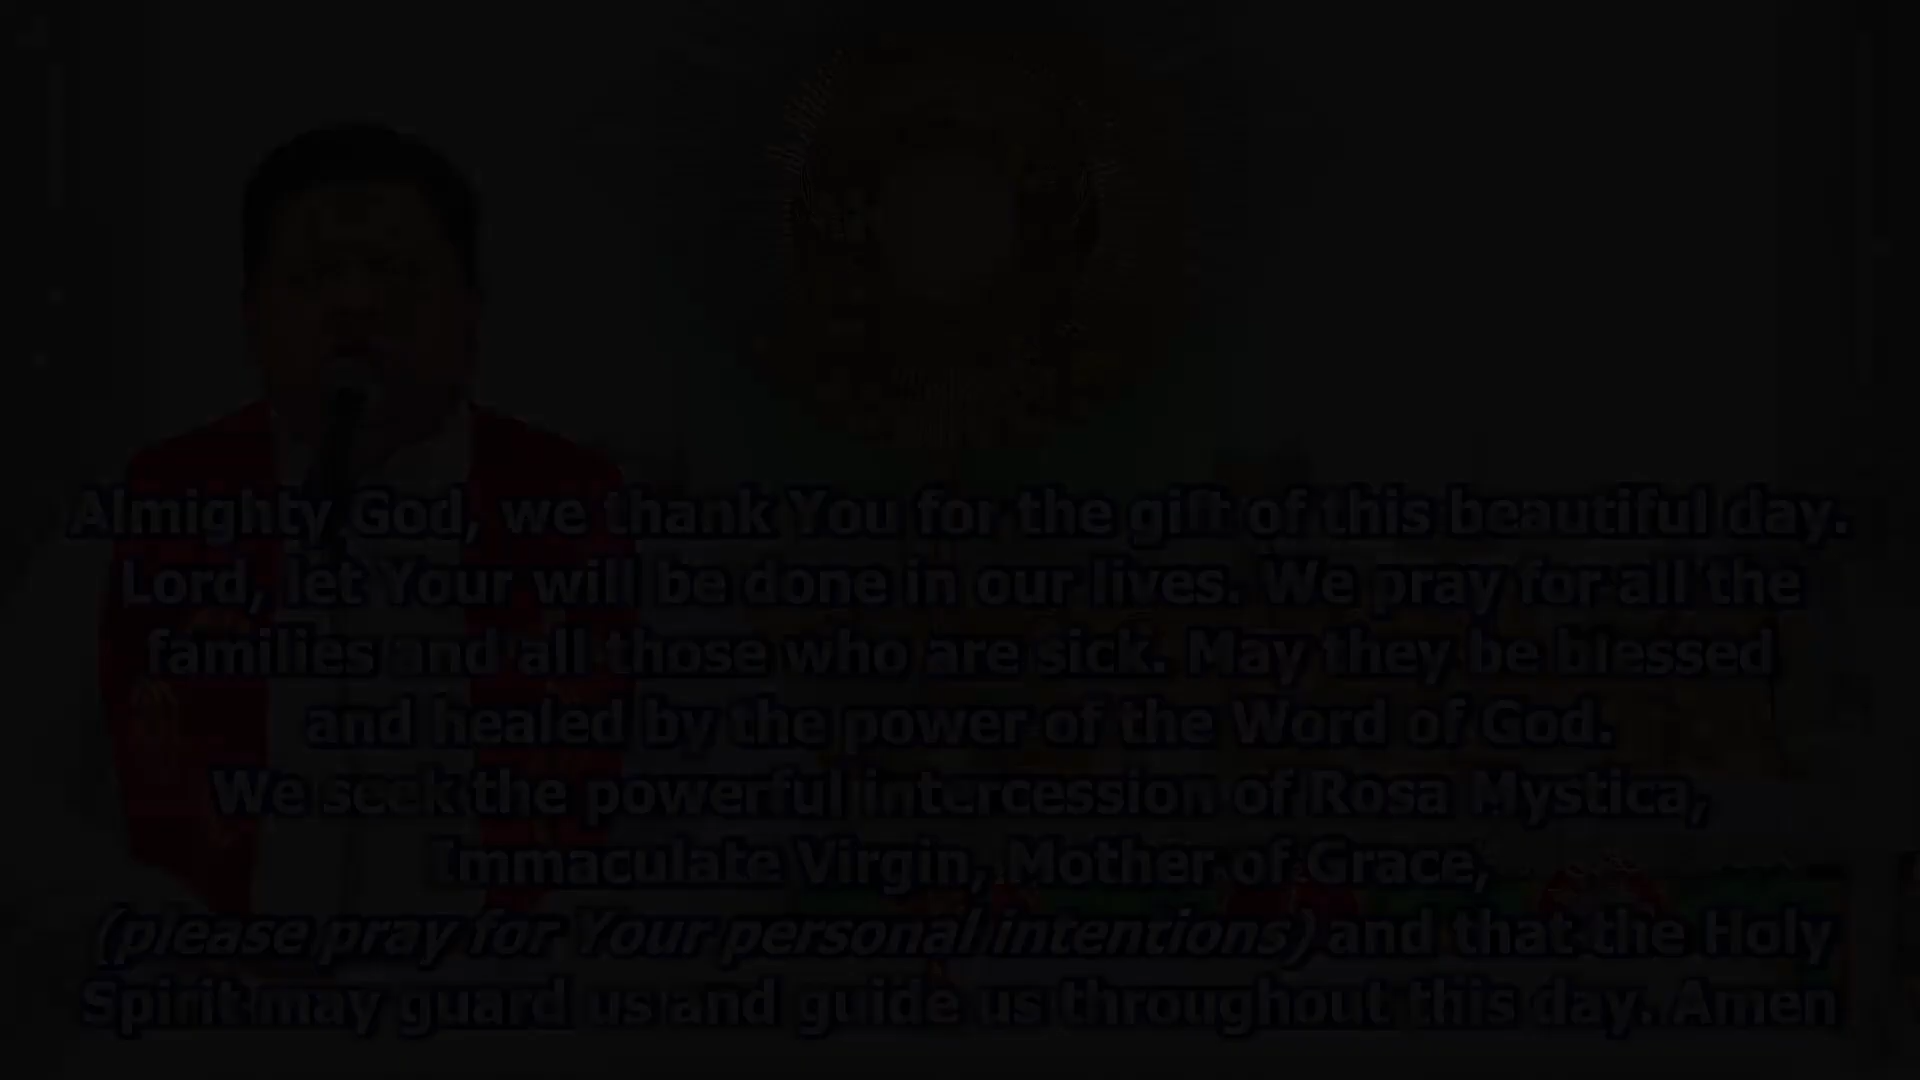 Almighty God, we thank You for the gift of this beautiful day.
Lord, let Your will be done in our lives. We pray for all the
families and all those who are sick. May they be blessed
and healed by the power of the Word of God.
We seek the powerful intercession of Rosa Mystica,
Immaculate Virgin, Mother of Grace,
(please pray for Your personal intentions) and that the Holy
Spirit may guard us and guide us throughout this day. Amen